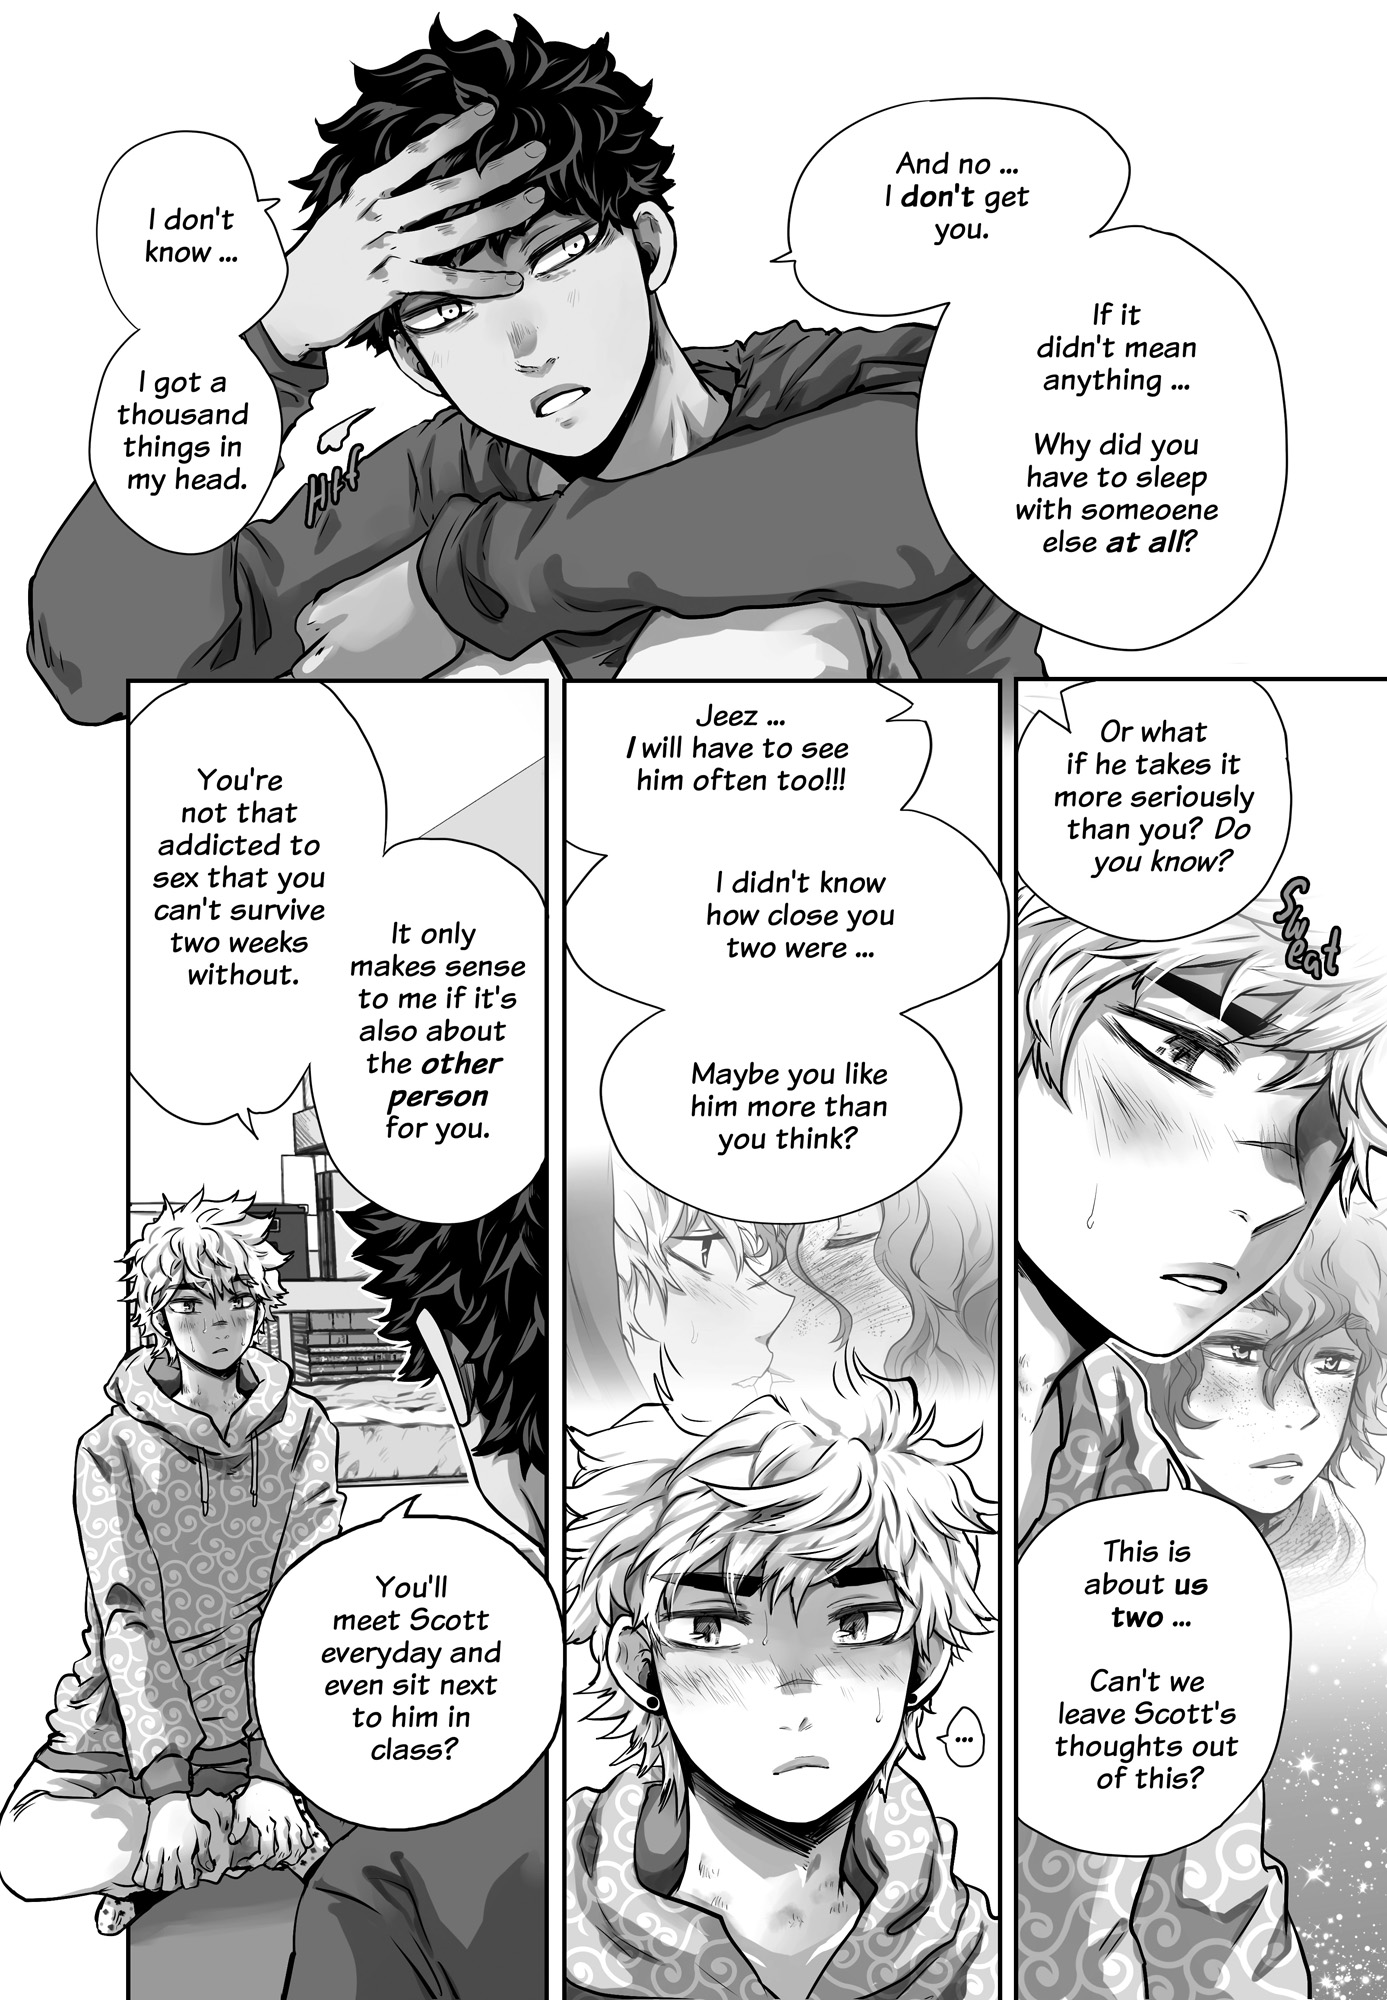 I don't
know ...
I got a
thousand
things in
my head.
Hff
And no ...
I don't get
you.
If it
didn't mean
anything ...
Why did you
have to sleep
with someoene
else at all?
You're
not that
addicted to
sex that you
can't survive
two weeks
without.
It only
makes sense
to me if it's
also about
the other
person
for you.
You'll
meet Scott
everyday and
even sit next
to him in
class?
Jeez ...
I will have to see
him often too!!!
I didn't know
how close you
two were ...
Maybe you like
him more than
you think?
...
Or what
if he takes it
more seriously
than you? Do
you know?
Sweat
This is
about us
two ...
Can't we
leave Scott's
thoughts out
of this?